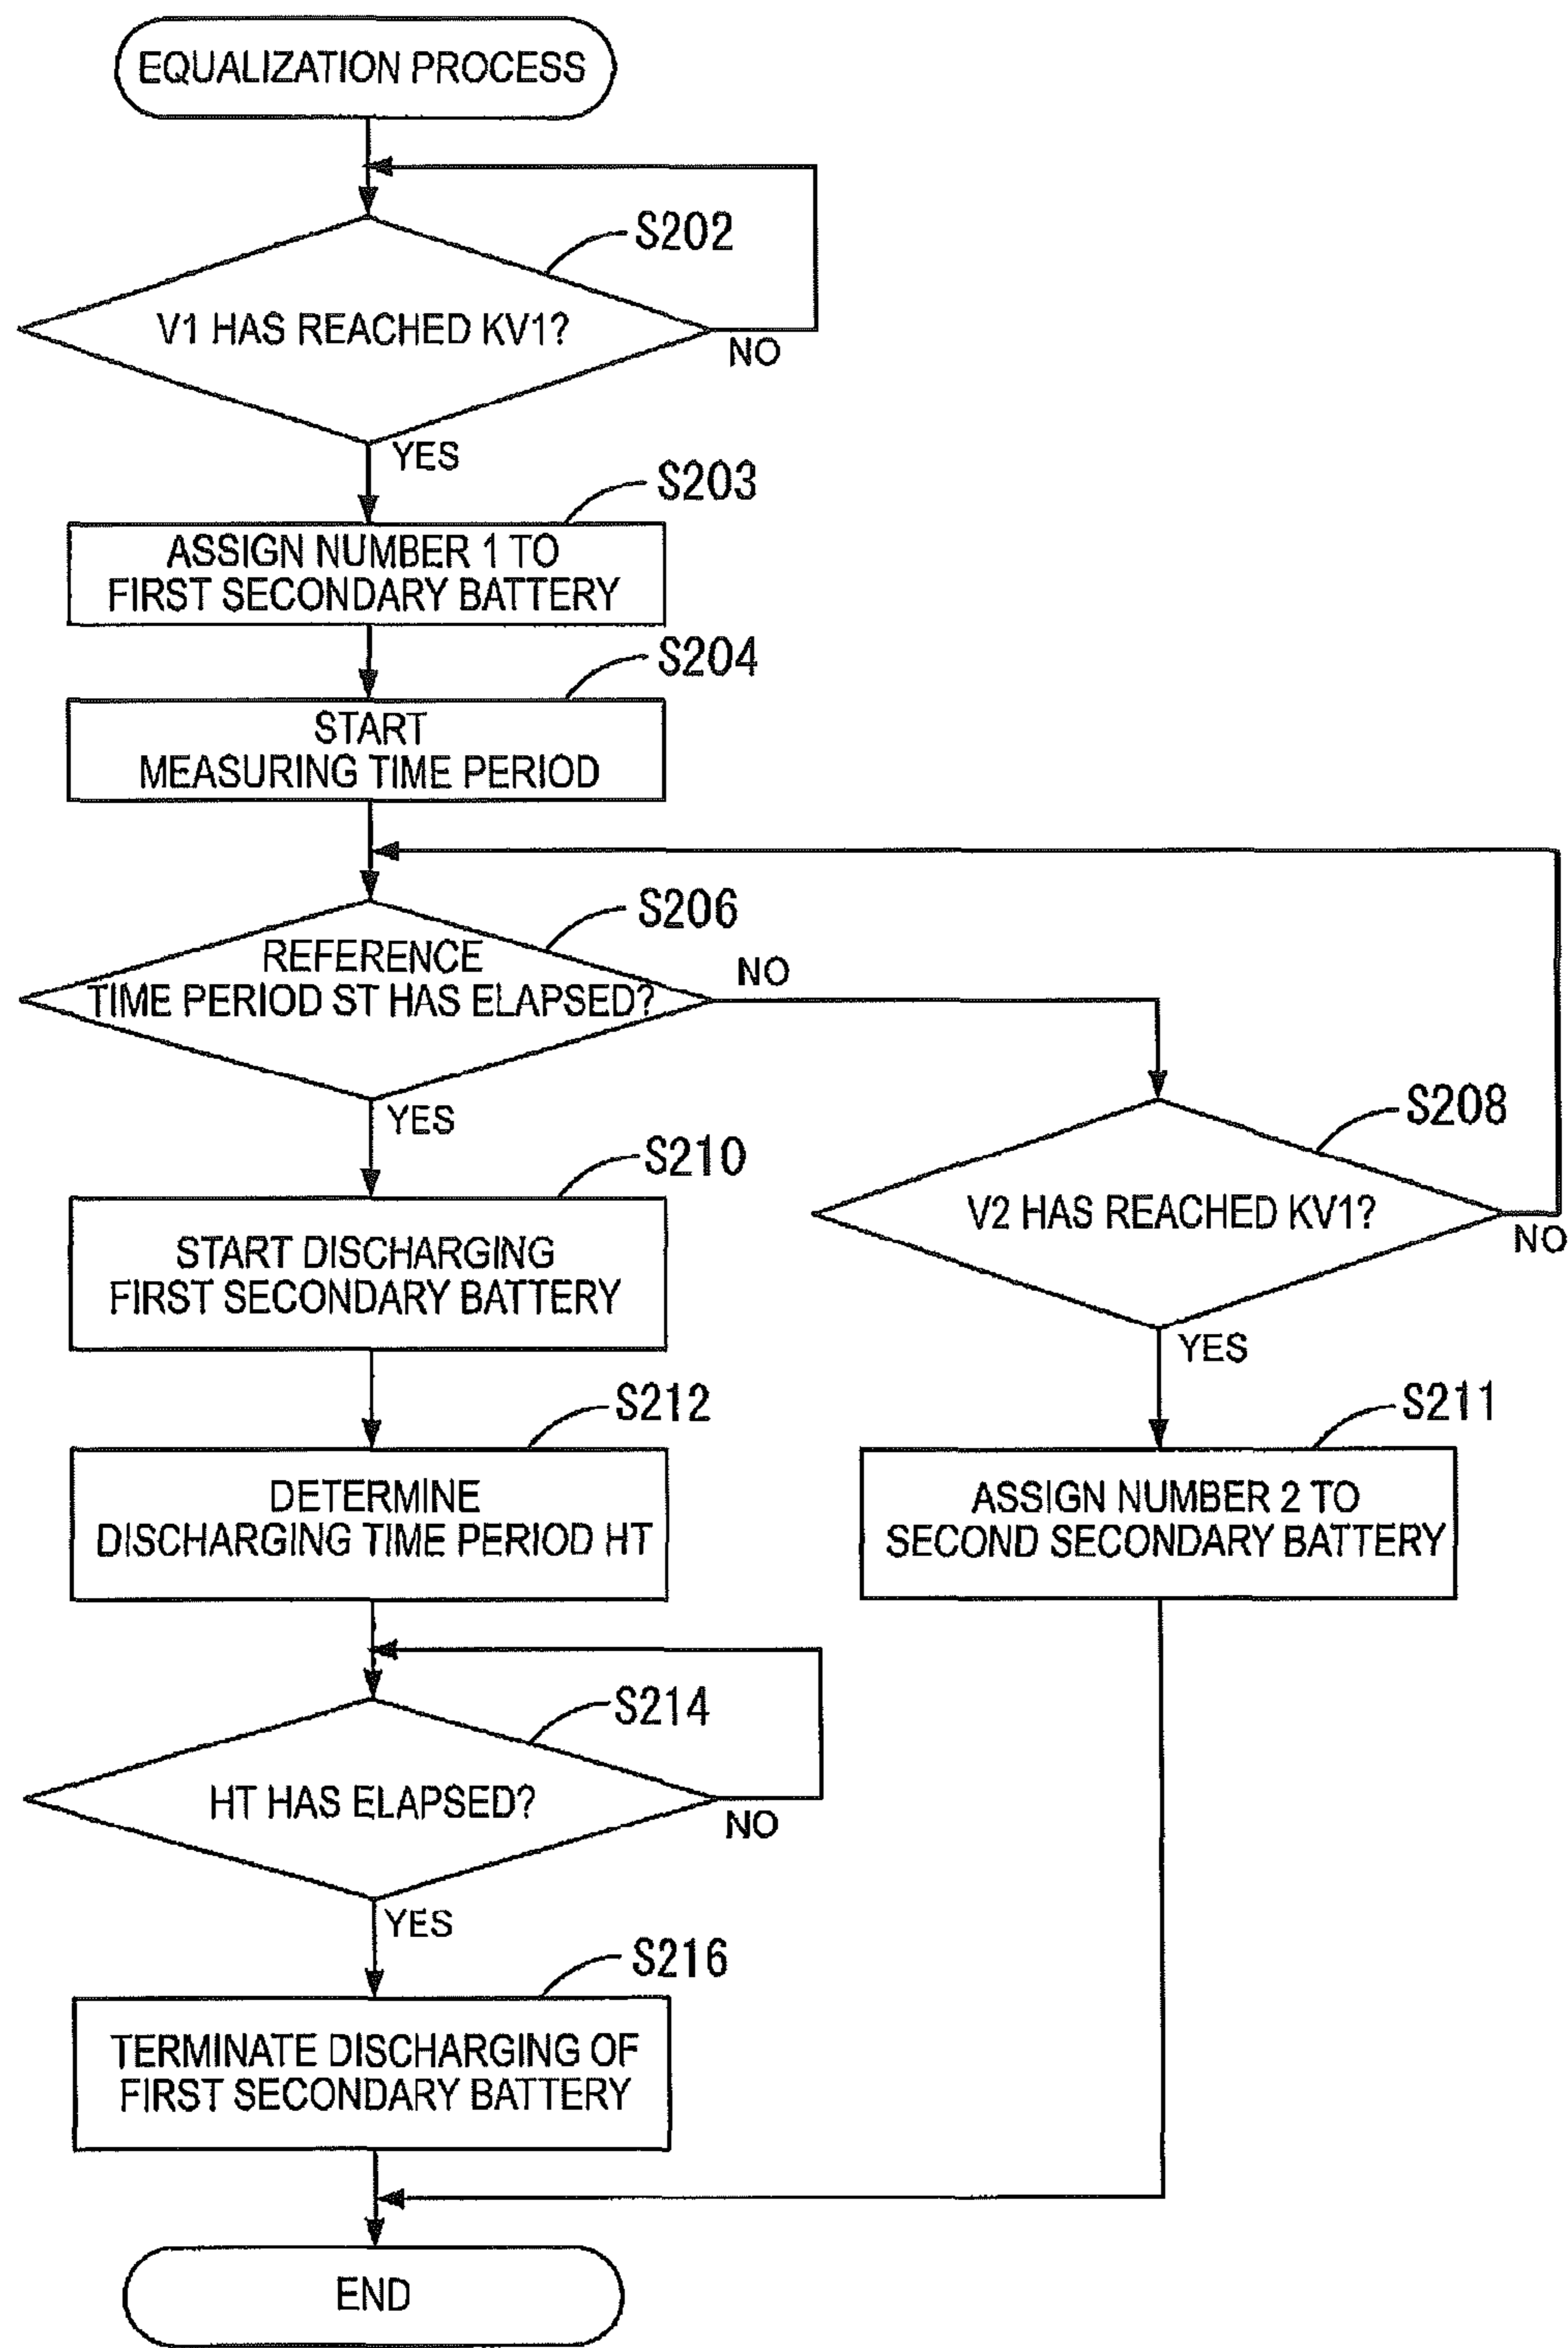 EQUALIZATION PROCESS
S202
V1 HAS REACHED KV1?
NO
YES
S203
ASSIGN NUMBER 1 TO
FIRST SECONDARY BATTERY
S204
START
MEASURING TIME PERIOD
S206
REFERENCE
TIME PERIOD ST HAS ELAPSED?
NO
YES
S208
V2 HAS REACHED KV1?
NO
YES
S210
START DISCHARGING
FIRST SECONDARY BATTERY
S212
DETERMINE
DISCHARGING TIME PERIOD HT
S211
ASSIGN NUMBER 2 TO
SECOND SECONDARY BATTERY
S214
HT HAS ELAPSED?
NO
YES
S216
TERMINATE DISCHARGING OF
FIRST SECONDARY BATTERY
END